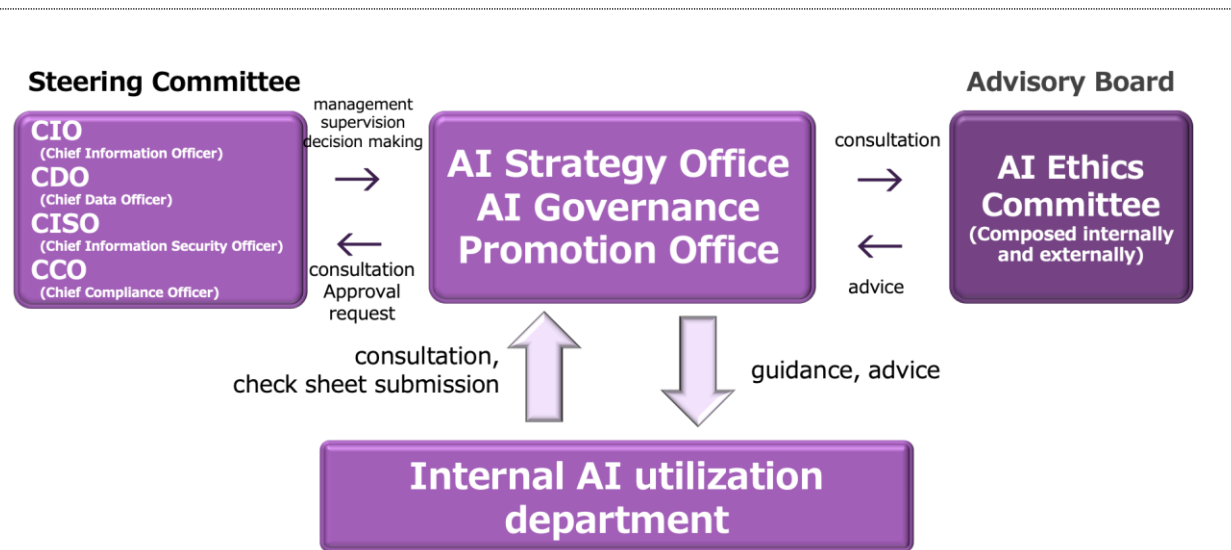 Steering Committee
CIO
(Chief Information Officer)
CDO
(Chief Data Officer)
CISO
(Chief Information Security Officer)
CCO
(Chief Compliance Officer)
management
supervision
decision making
→
←
consultation
Approval
request
AI Strategy Office
AI Governance
Promotion Office
consultation
→
←
advice
Advisory Board
AI Ethics
Committee
(Composed internally
and externally)
consultation,
check sheet submission
guidance, advice
Internal AI utilization
department